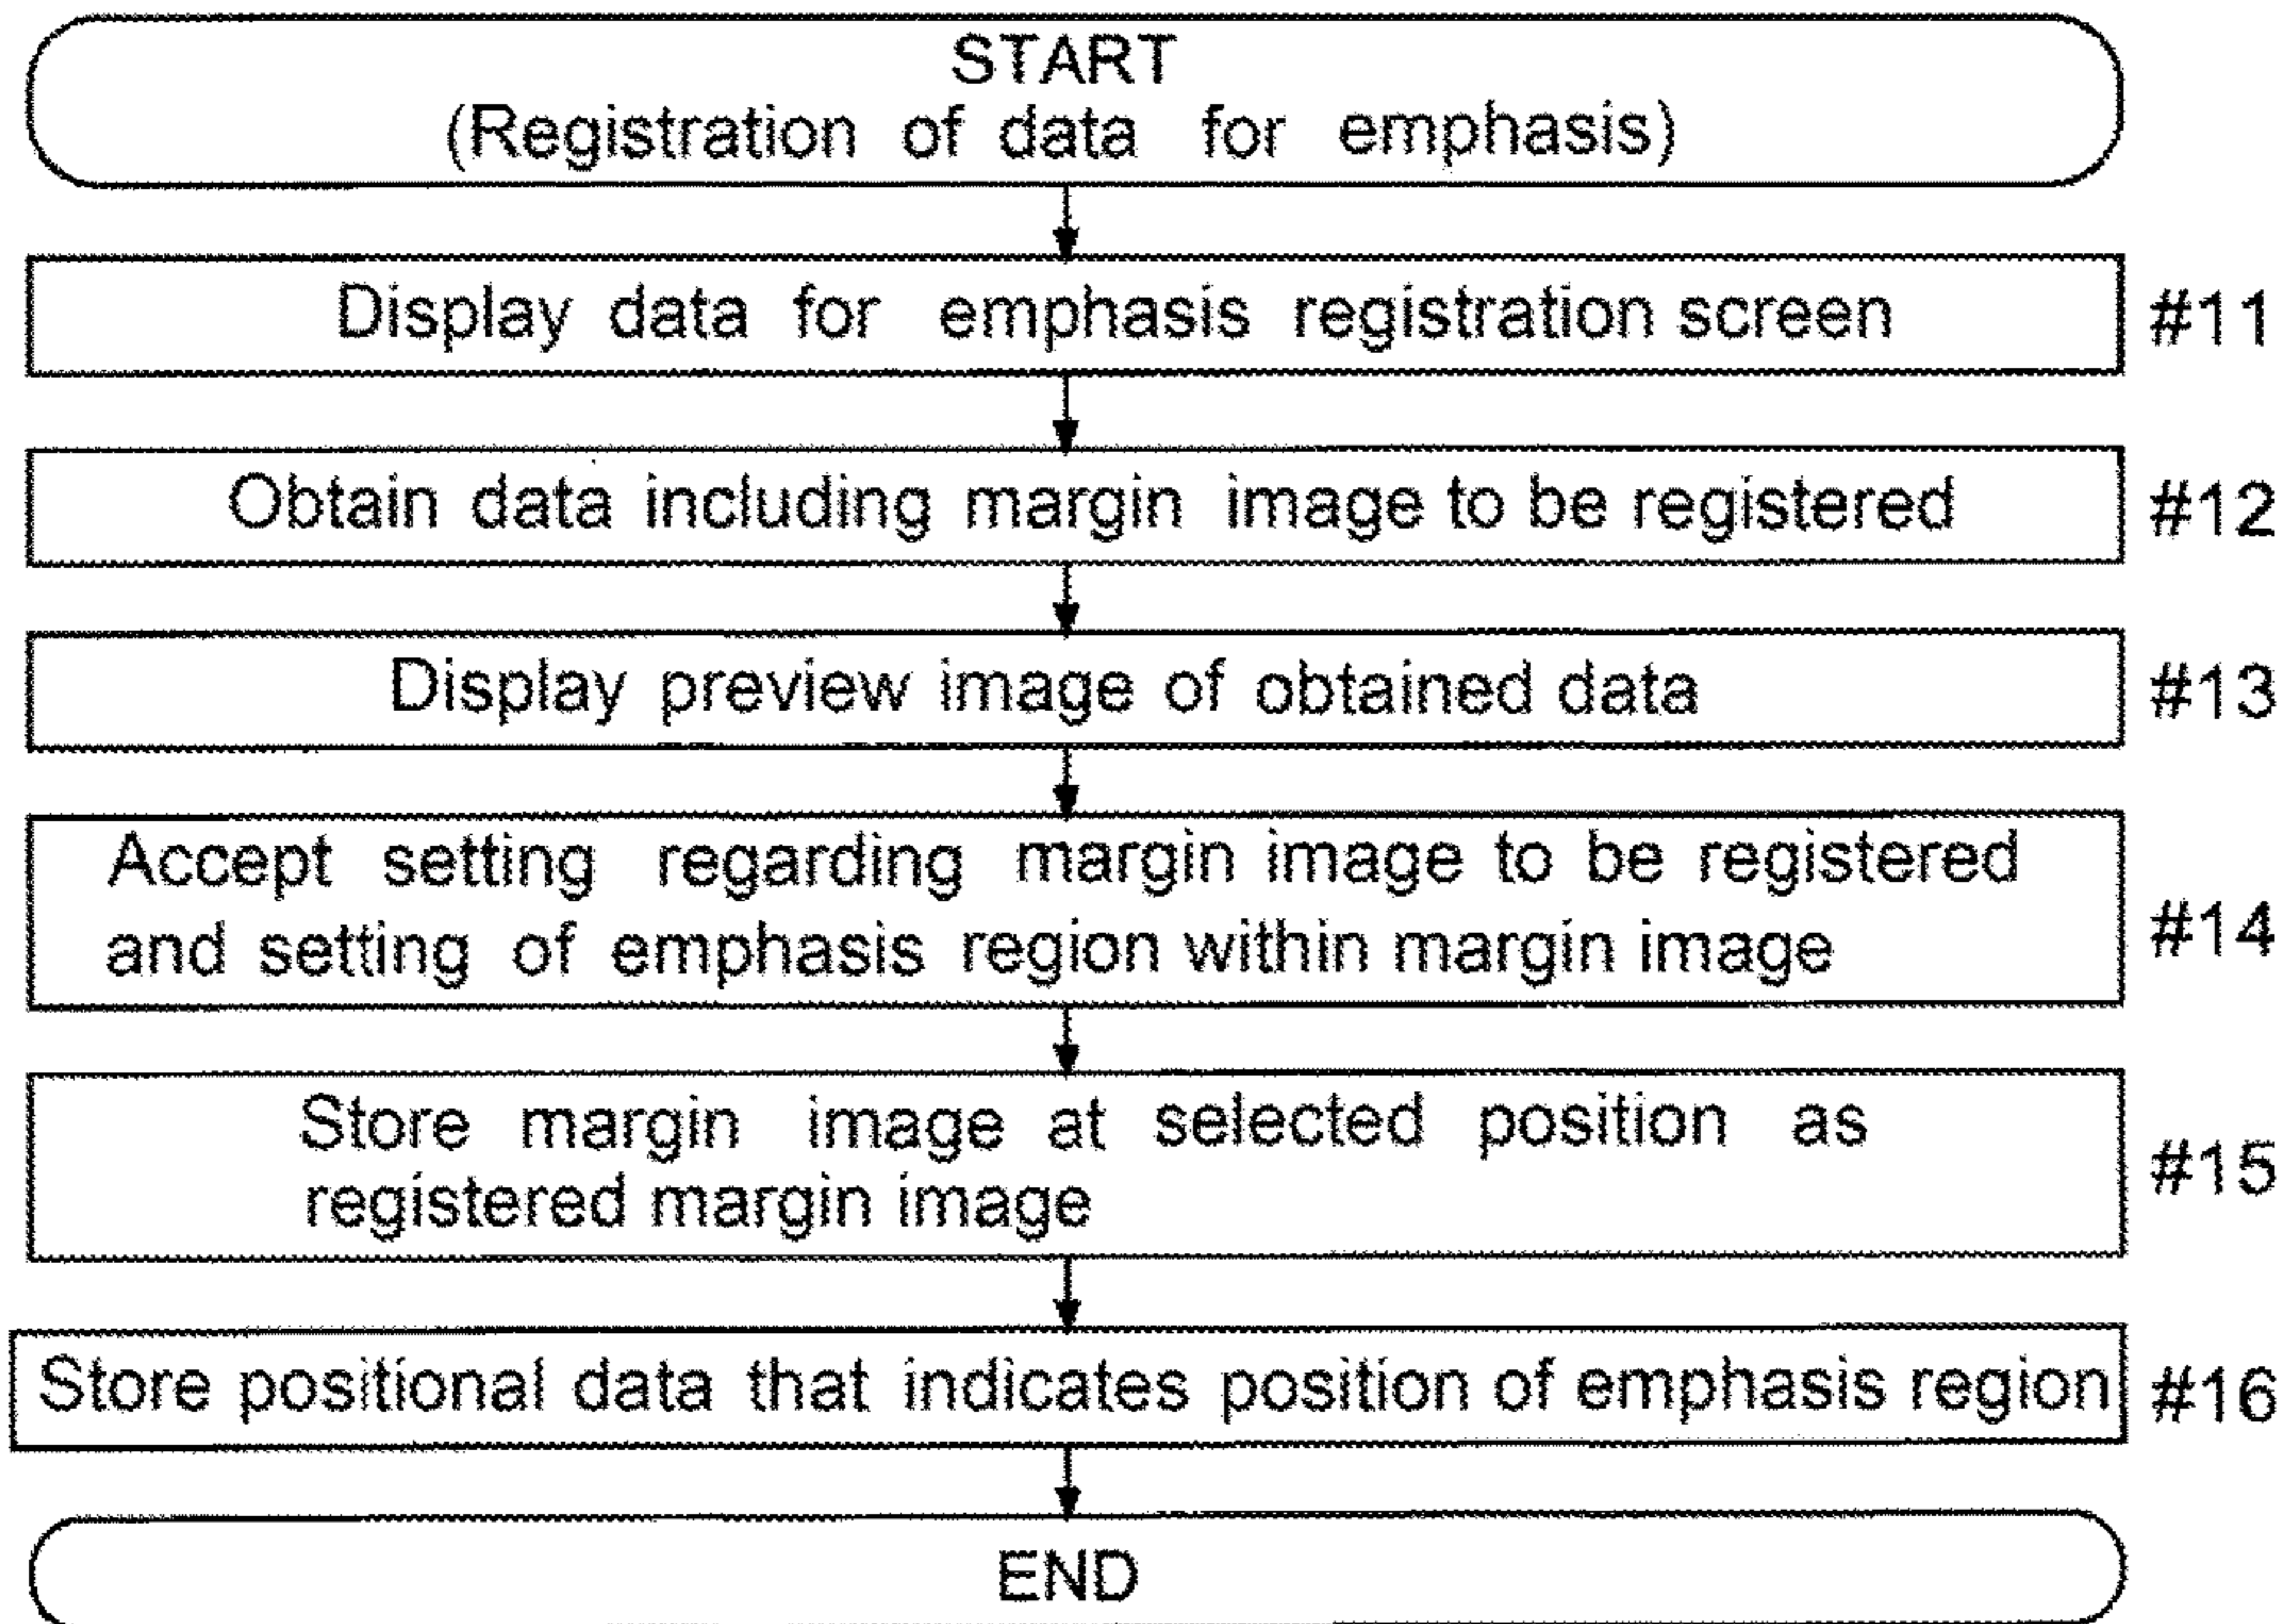 START
(Registration of data for emphasis)
Display data for emphasis registration screen
#11
Obtain data including margin image to be registered
#12
Display preview image of obtained data
#13
Accept setting regarding margin image to be registered
and setting of emphasis region within margin image
#14
Store margin image at selected position as
registered margin image
#15
Store positional data that indicates position of emphasis region
#16
END